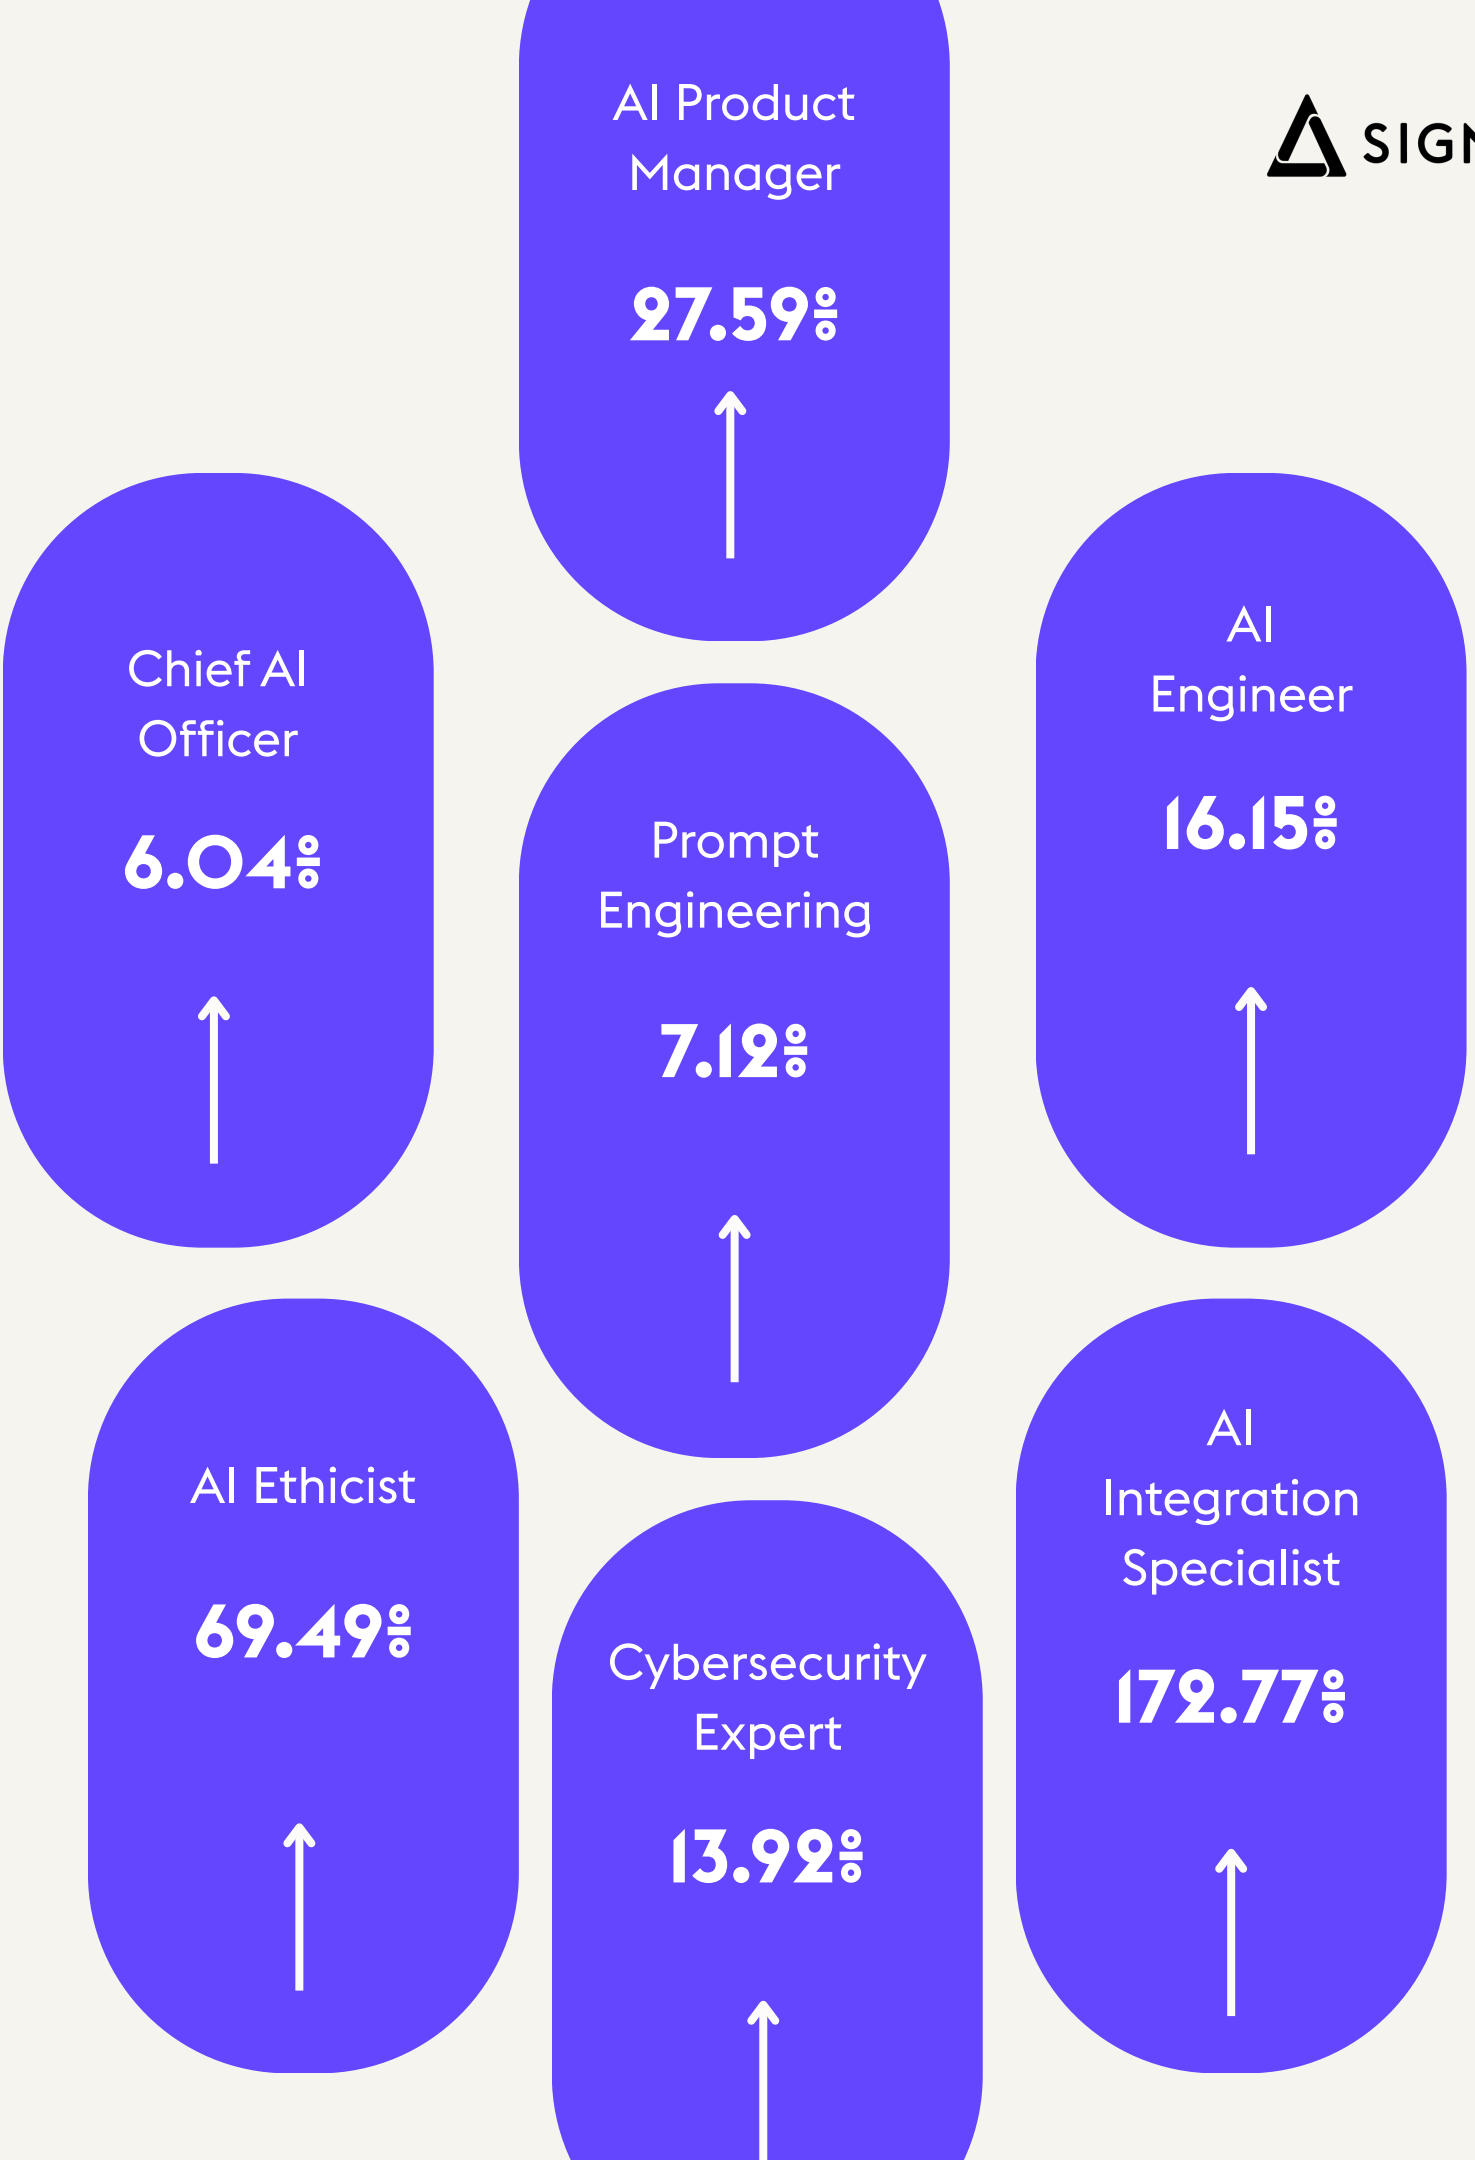 AI Product
Manager
27.59%
SIGN
Chief AI
Officer
6.04%
AI
Engineer
16.15%
Prompt
Engineering
7.12%
AI Ethicist
69.49%
AI
Integration
Specialist
172.77%
Cybersecurity
Expert
13.92%